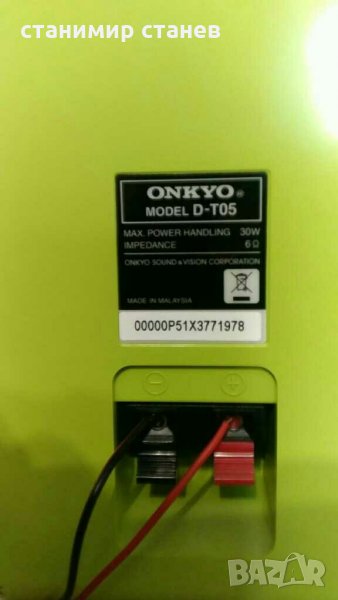 станимир станев
ONKYO®
MODEL D-T05
MAX. POWER HANDLING 30W
IMPEDANCE 6Ω
ONKYO SOUND & VISION CORPORATION
MADE IN MALAYSIA
00000P51X3771978
− +
BAZAR